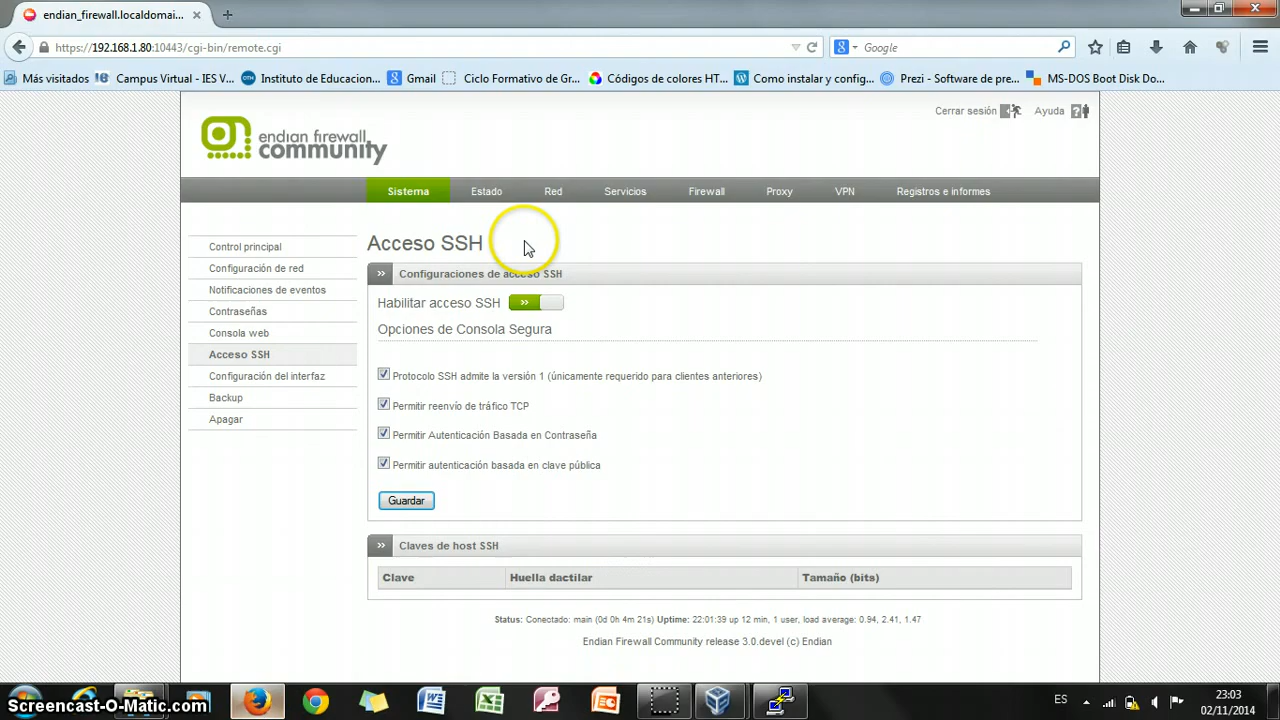 endian_firewall.localdomai...
https://192.168.1.80:10443/cgi-bin/remote.cgi
Google
Más visitados
Campus Virtual - IES V...
Instituto de Educacion...
Gmail
Ciclo Formativo de Gr...
Códigos de colores HT...
Como instalar y config...
Prezi - Software de pre...
MS-DOS Boot Disk Do...
Cerrar sesión
Ayuda
endian firewall
community
Sistema
Estado
Red
Servicios
Firewall
Proxy
VPN
Registros e informes
Control principal
Configuración de red
Notificaciones de eventos
Contraseñas
Consola web
Acceso SSH
Configuración del interfaz
Backup
Apagar
Acceso SSH
Configuraciones de acceso SSH
Habilitar acceso SSH
Opciones de Consola Segura
Protocolo SSH admite la versión 1 (únicamente requerido para clientes anteriores)
Permitir reenvío de tráfico TCP
Permitir Autenticación Basada en Contraseña
Permitir autenticación basada en clave pública
Guardar
Claves de host SSH
Clave Huella dactilar Tamaño (bits)
Status: Conectado: main (0d 0h 4m 21s) Uptime: 22:01:39 up 12 min, 1 user, load average: 0.94, 2.41, 1.47
Endian Firewall Community release 3.0.devel (c) Endian
Screencast-O-Matic.com
ES
23:03
02/11/2014